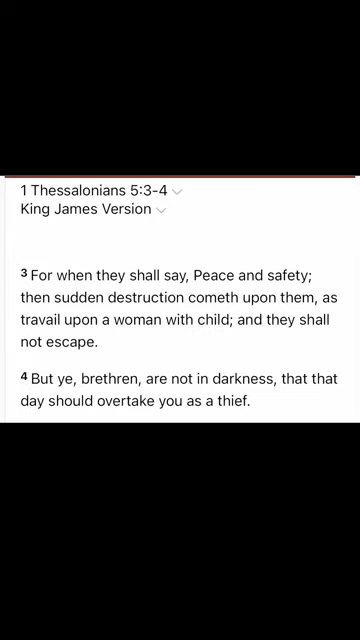 1 Thessalonians 5:3-4
King James Version
3 For when they shall say, Peace and safety;
then sudden destruction cometh upon them, as
travail upon a woman with child; and they shall
not escape.
4 But ye, brethren, are not in darkness, that that
day should overtake you as a thief.